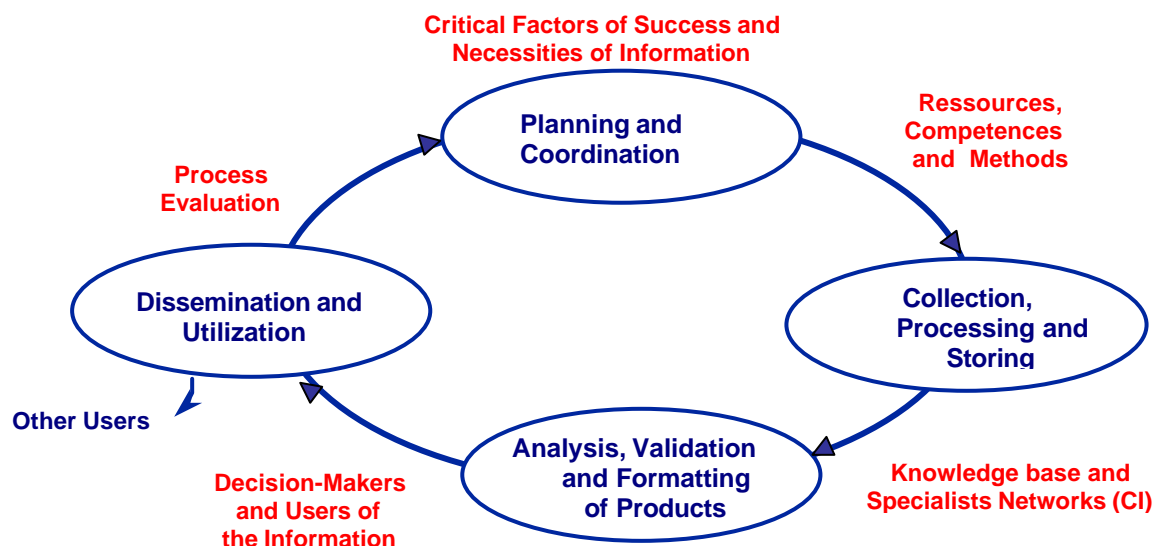 Critical Factors of Success and
Necessities of Information
Planning and
Coordination
Ressources,
Competences
and Methods
Process
Evaluation
Dissemination and
Utilization
Collection,
Processing and
Storing
Other Users
Analysis, Validation
and Formatting
of Products
Knowledge base and
Specialists Networks (CI)
Decision-Makers
and Users of
the Information